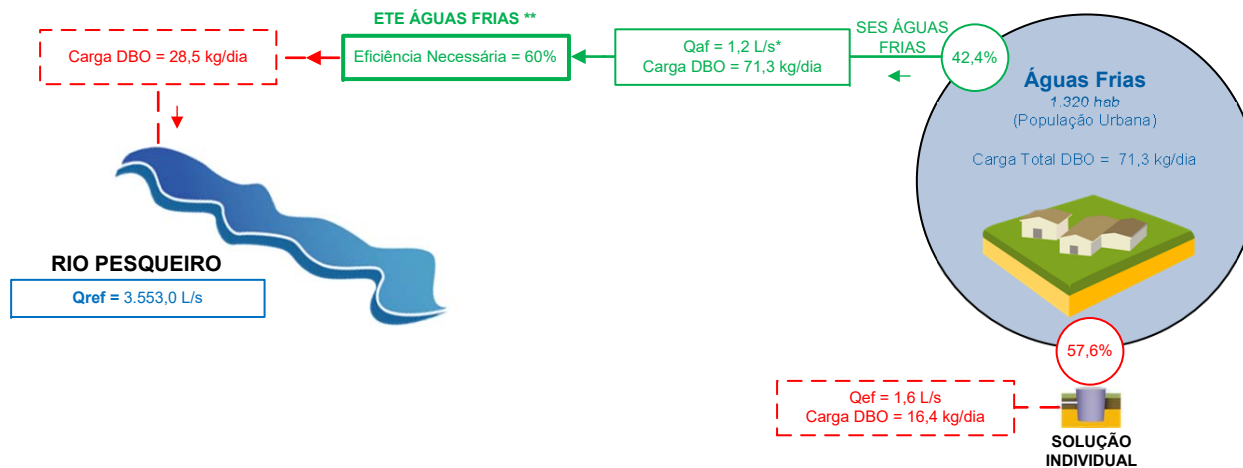 ETE ÁGUAS FRIAS **
Carga DBO = 28,5 kg/dia
Eficiência Necessária = 60%
Qaf = 1,2 L/s*
Carga DBO = 71,3 kg/dia
SES ÁGUAS
FRIAS
42,4%
Águas Frias
1.320 hab
(População Urbana)
Carga Total DBO = 71,3 kg/dia
RIO PESQUEIRO
Qref = 3.553,0 L/s
57,6%
Qef = 1,6 L/s
Carga DBO = 16,4 kg/dia
SOLUÇÃO
INDIVIDUAL